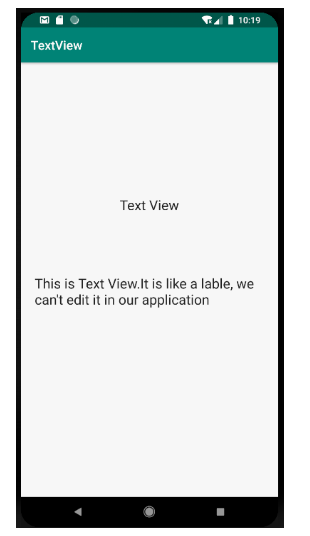 10:19
TextView
Text View
This is Text View.It is like a lable, we
can't edit it in our application